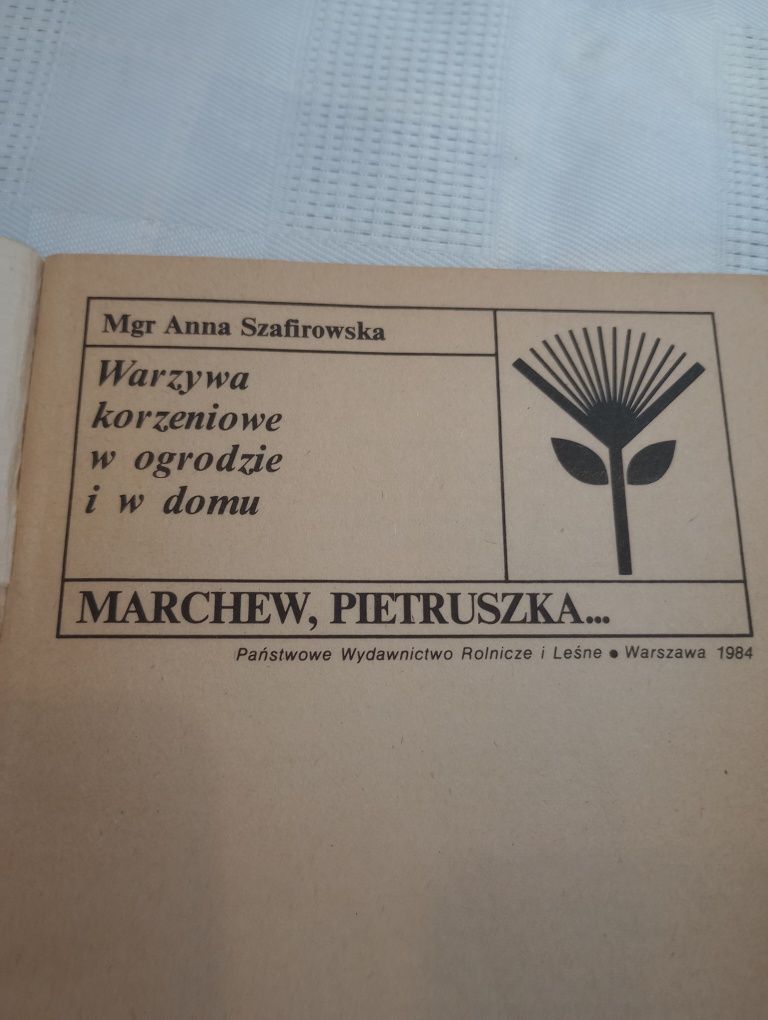 Mgr Anna Szafirowska
Warzywa
korzeniowe
w ogrodzie
i w domu
MARCHEW, PIETRUSZKA...
Państwowe Wydawnictwo Rolnicze i Leśne ● Warszawa 1984